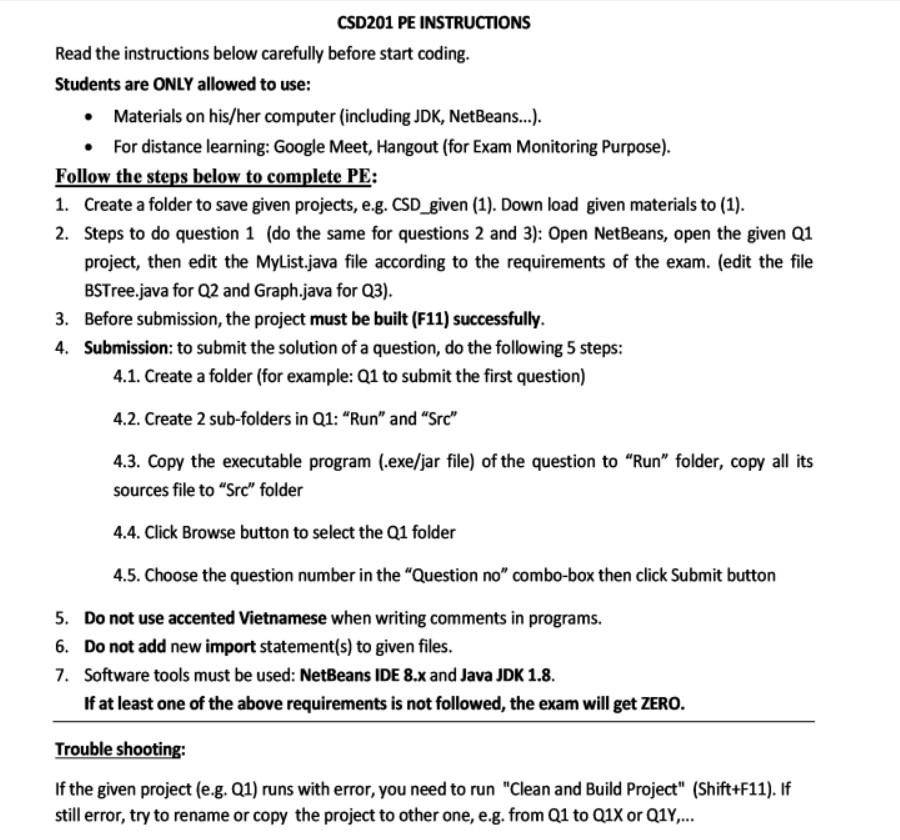 CSD201 PE INSTRUCTIONS
Read the instructions below carefully before start coding.
Students are ONLY allowed to use:
• Materials on his/her computer (including JDK, NetBeans...).
• For distance learning: Google Meet, Hangout (for Exam Monitoring Purpose).
Follow the steps below to complete PE:
1. Create a folder to save given projects, e.g. CSD_given (1). Down load given materials to (1).
2. Steps to do question 1 (do the same for questions 2 and 3): Open NetBeans, open the given Q1
project, then edit the MyList.java file according to the requirements of the exam. (edit the file
BSTree.java for Q2 and Graph.java for Q3).
3. Before submission, the project must be built (F11) successfully.
4. Submission: to submit the solution of a question, do the following 5 steps:
4.1. Create a folder (for example: Q1 to submit the first question)
4.2. Create 2 sub-folders in Q1: “Run” and “Src”
4.3. Copy the executable program (.exe/jar file) of the question to “Run” folder, copy all its
sources file to “Src” folder
4.4. Click Browse button to select the Q1 folder
4.5. Choose the question number in the “Question no” combo-box then click Submit button
5. Do not use accented Vietnamese when writing comments in programs.
6. Do not add new import statement(s) to given files.
7. Software tools must be used: NetBeans IDE 8.x and Java JDK 1.8.
If at least one of the above requirements is not followed, the exam will get ZERO.
Trouble shooting:
If the given project (e.g. Q1) runs with error, you need to run "Clean and Build Project" (Shift+F11). If
still error, try to rename or copy the project to other one, e.g. from Q1 to Q1X or Q1Y,...